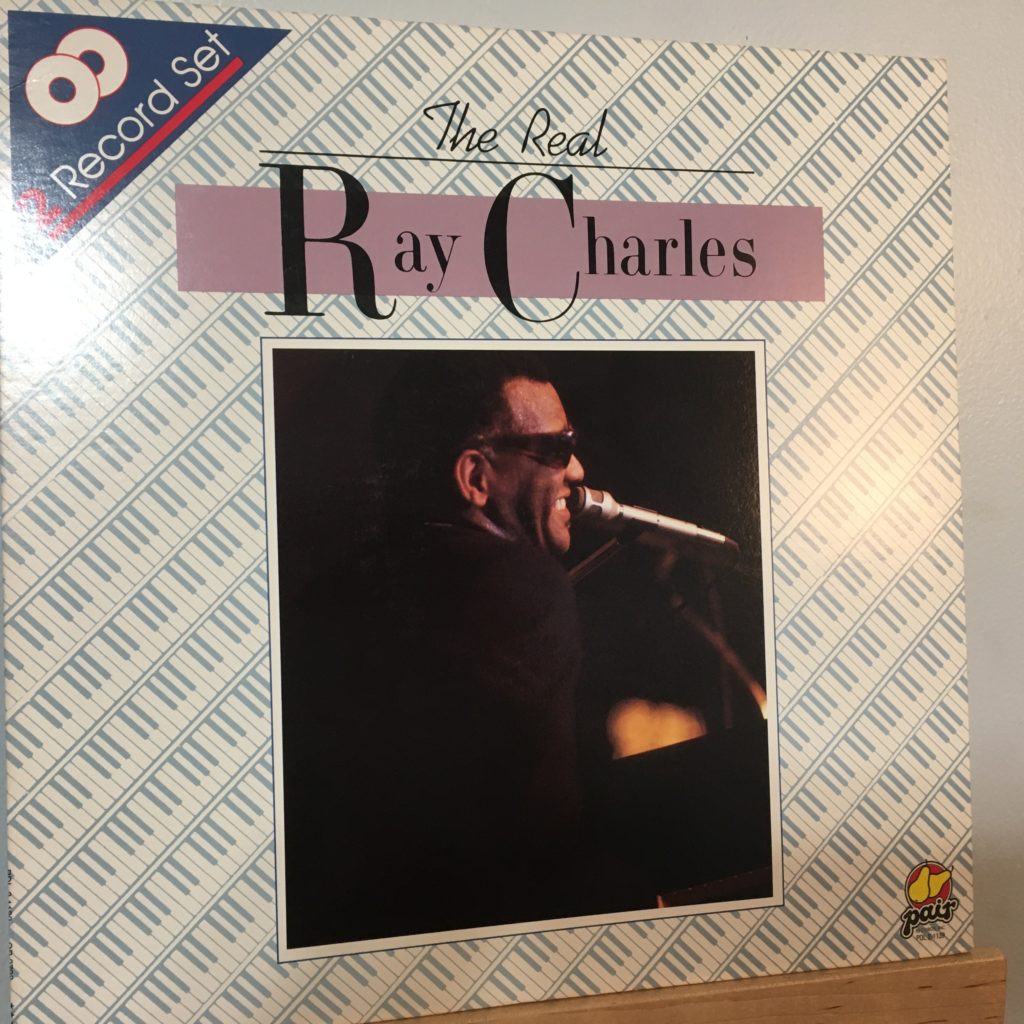 2 Record Set
The Real
Ray Charles
pair